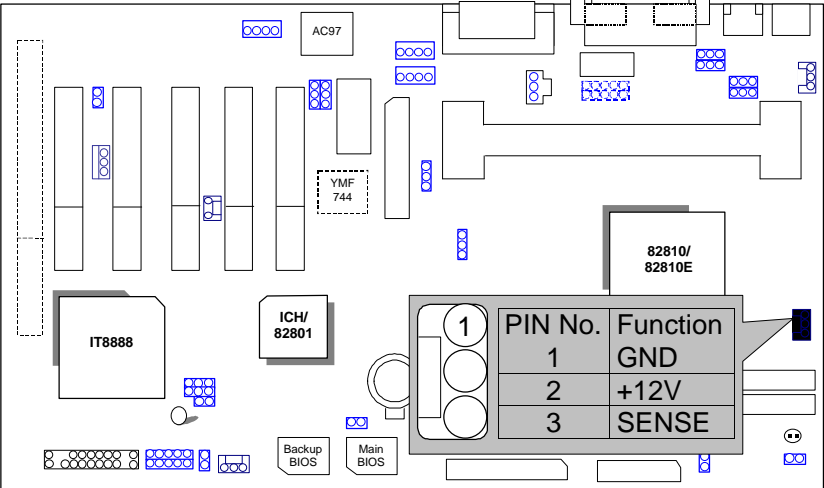 AC97
YMF
744
82810/
82810E
IT8888
ICH/
82801
1
PIN No. Function
1 GND
2 +12V
3 SENSE
Backup
BIOS
Main
BIOS